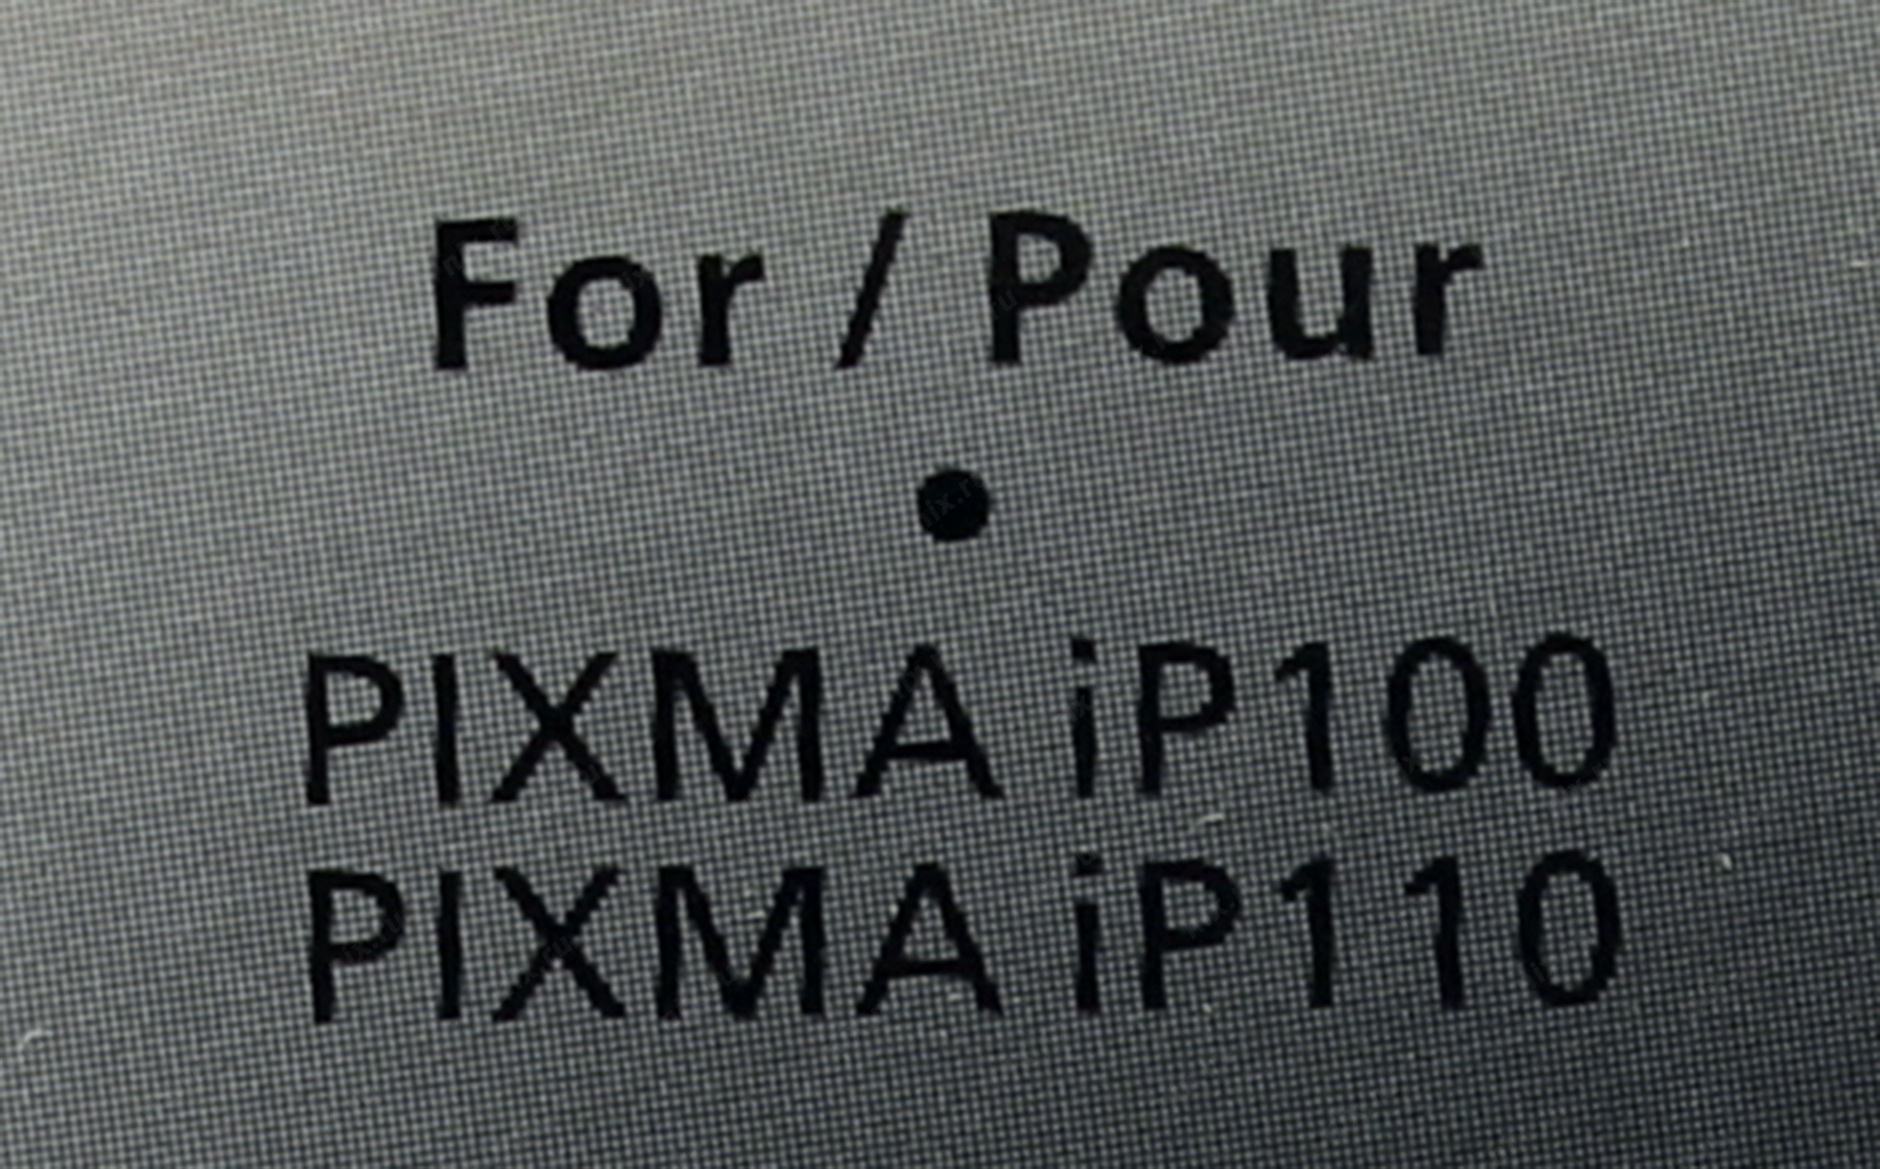 For / Pour
•
PIXMA iP100
PIXMA iP110